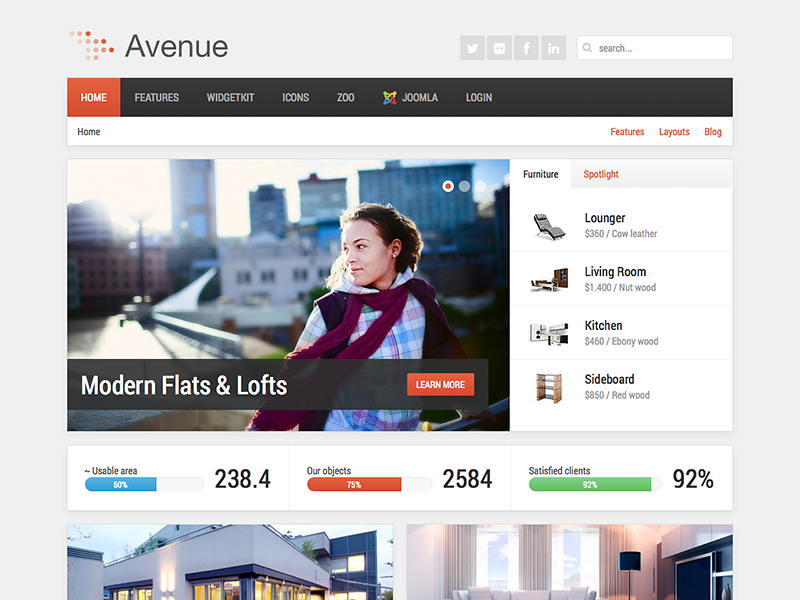 Avenue
search...
HOME FEATURES WIDGETKIT ICONS ZOO JOOMLA LOGIN
Home Features Layouts Blog
Furniture Spotlight
Lounger
$360 / Cow leather
Living Room
$1.400 / Nut wood
Kitchen
$460 / Ebony wood
Sideboard
$850 / Red wood
Modern Flats & Lofts LEARN MORE
~ Usable area
60%
238.4
Our objects
75%
2584
Satisfied clients
92%
92%